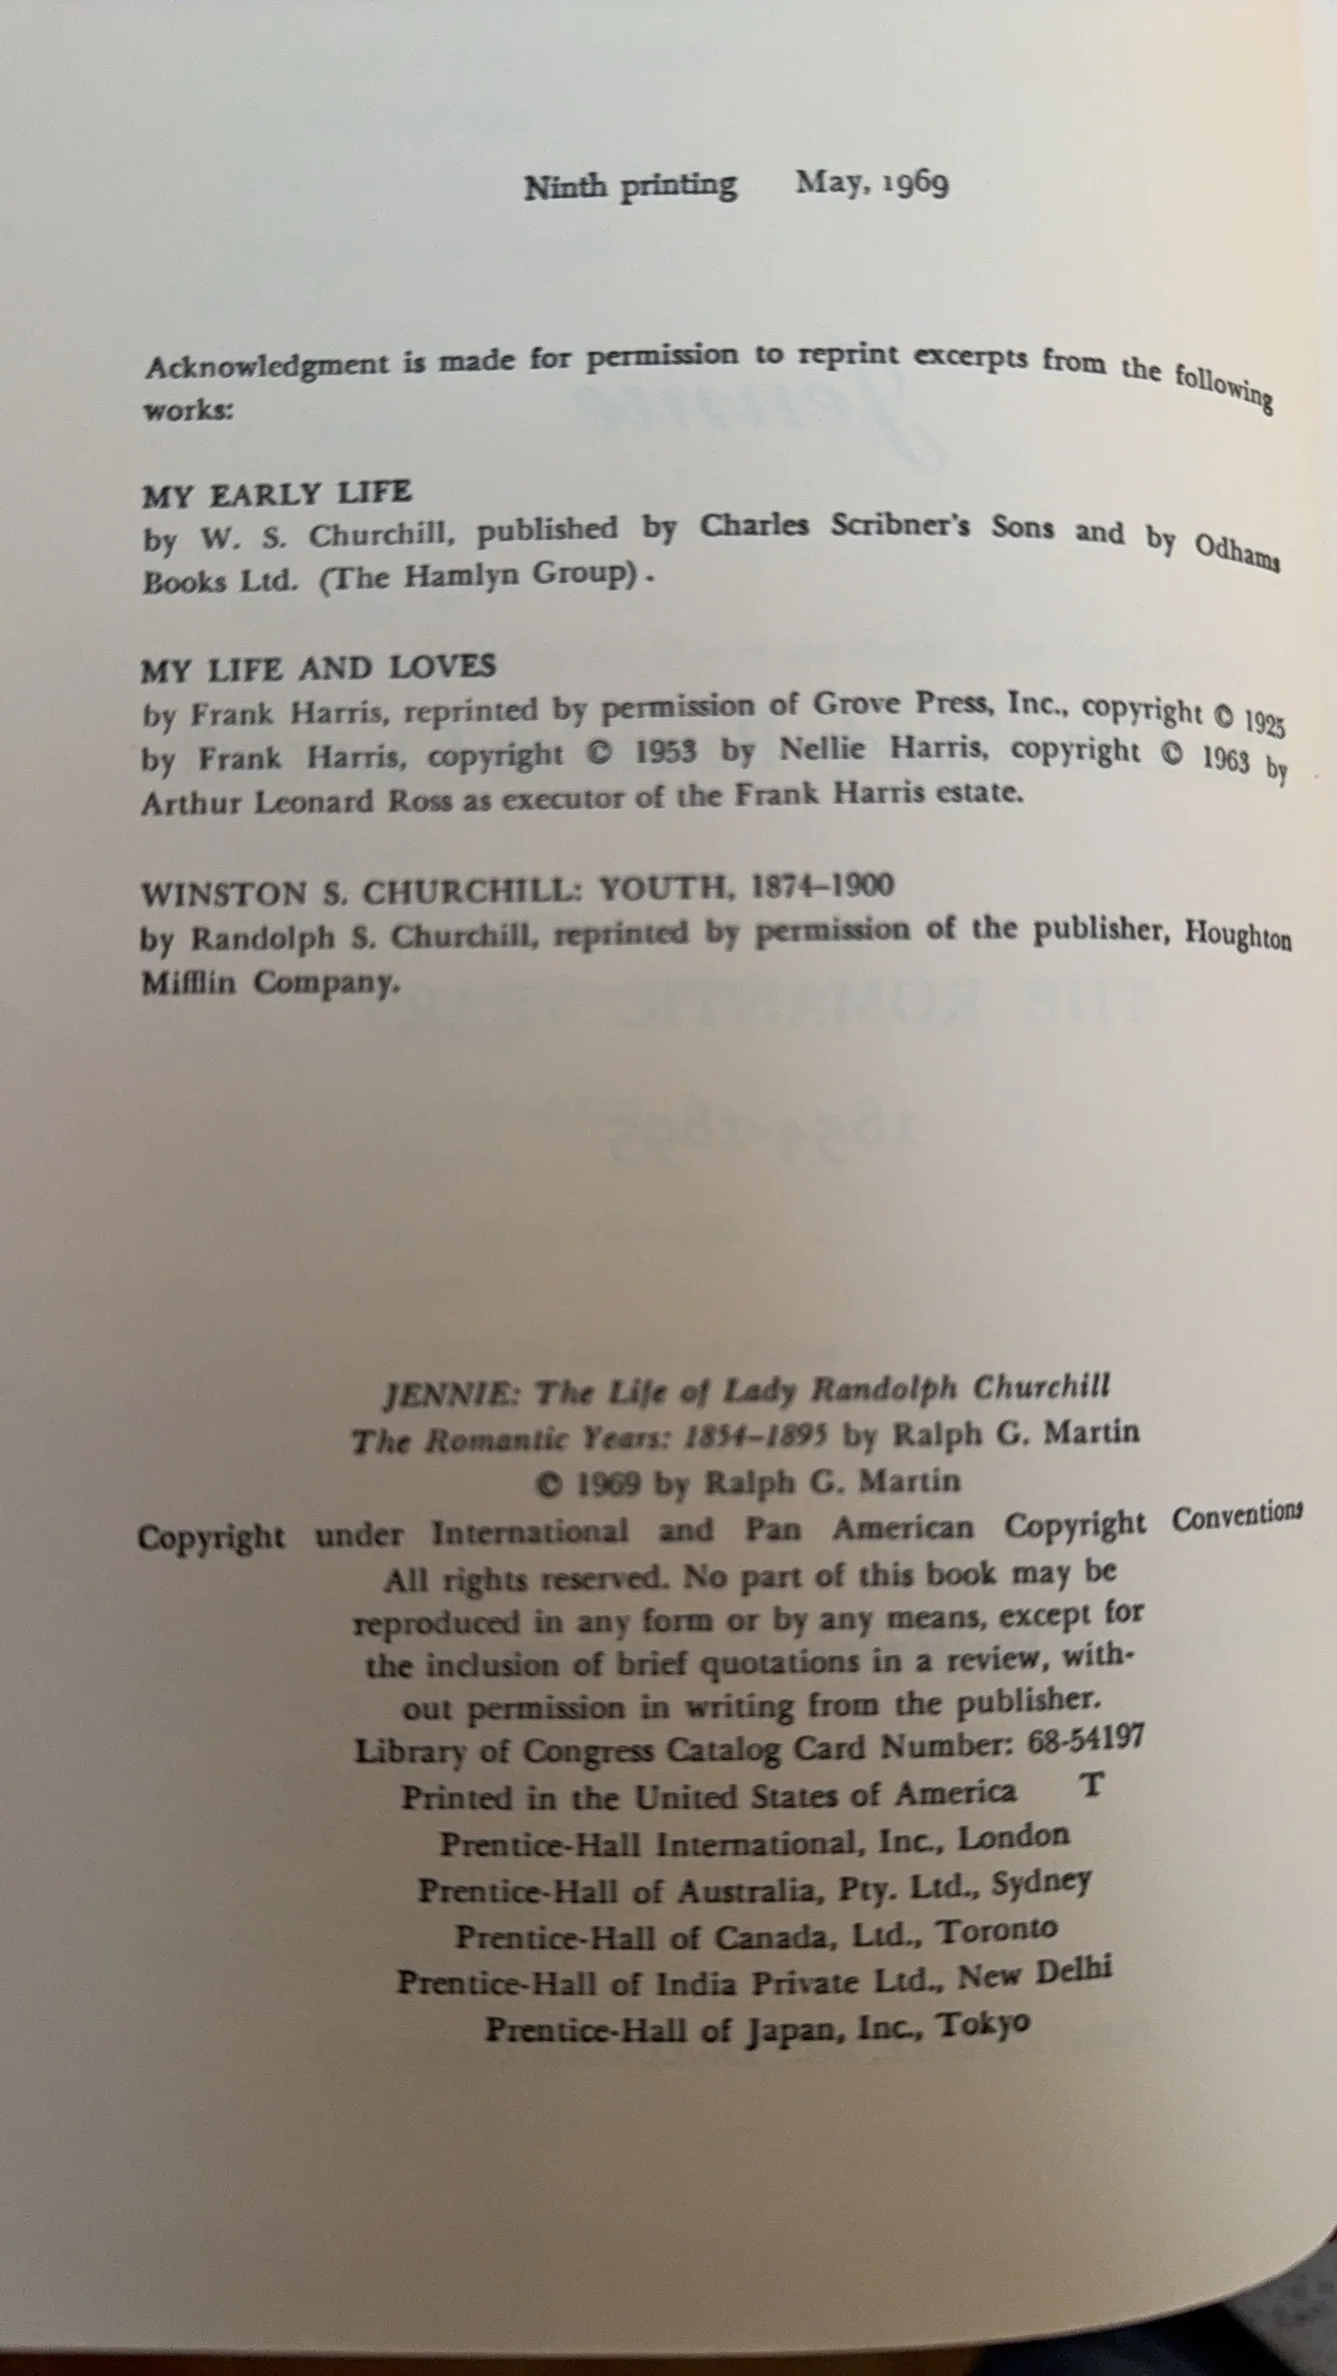 Ninth printing May, 1969
Acknowledgment is made for permission to reprint excerpts from the following
works:
MY EARLY LIFE
by W. S. Churchill, published by Charles Scribner's Sons and by Odhams
Books Ltd. (The Hamlyn Group).
MY LIFE AND LOVES
by Frank Harris, reprinted by permission of Grove Press, Inc., copyright © 1925
by Frank Harris, copyright © 1953 by Nellie Harris, copyright © 1963 by
Arthur Leonard Ross as executor of the Frank Harris estate.
WINSTON S. CHURCHILL: YOUTH, 1874–1900
by Randolph S. Churchill, reprinted by permission of the publisher, Houghton
Mifflin Company.
JENNIE: The Life of Lady Randolph Churchill
The Romantic Years: 1854–1895 by Ralph G. Martin
© 1969 by Ralph G. Martin
Copyright under International and Pan American Copyright Conventions
All rights reserved. No part of this book may be
reproduced in any form or by any means, except for
the inclusion of brief quotations in a review, with-
out permission in writing from the publisher.
Library of Congress Catalog Card Number: 68-54197
Printed in the United States of America T
Prentice-Hall International, Inc., London
Prentice-Hall of Australia, Pty. Ltd., Sydney
Prentice-Hall of Canada, Ltd., Toronto
Prentice-Hall of India Private Ltd., New Delhi
Prentice-Hall of Japan, Inc., Tokyo